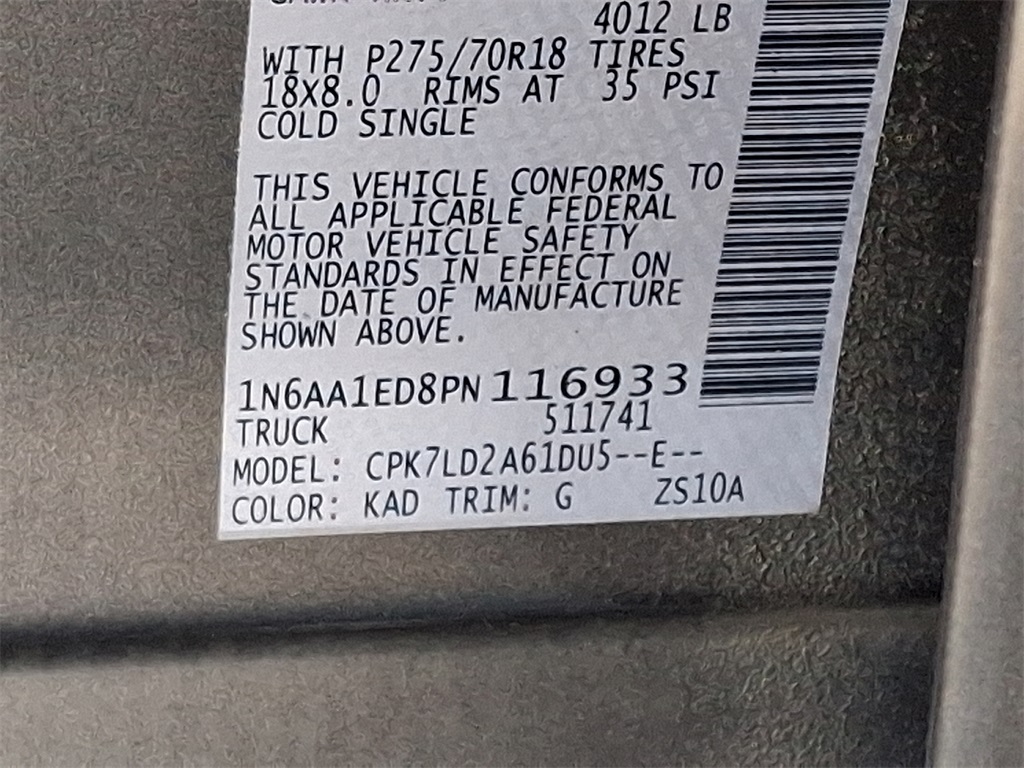 4012 LB
WITH P275/70R18 TIRES
18X8.0 RIMS AT 35 PSI
COLD SINGLE
THIS VEHICLE CONFORMS TO
ALL APPLICABLE FEDERAL
MOTOR VEHICLE SAFETY
STANDARDS IN EFFECT ON
THE DATE OF MANUFACTURE
SHOWN ABOVE.
1N6AA1ED8PN116933
TRUCK 511741
MODEL: CPK7LD2A61DU5--E--
COLOR: KAD TRIM: G ZS10A